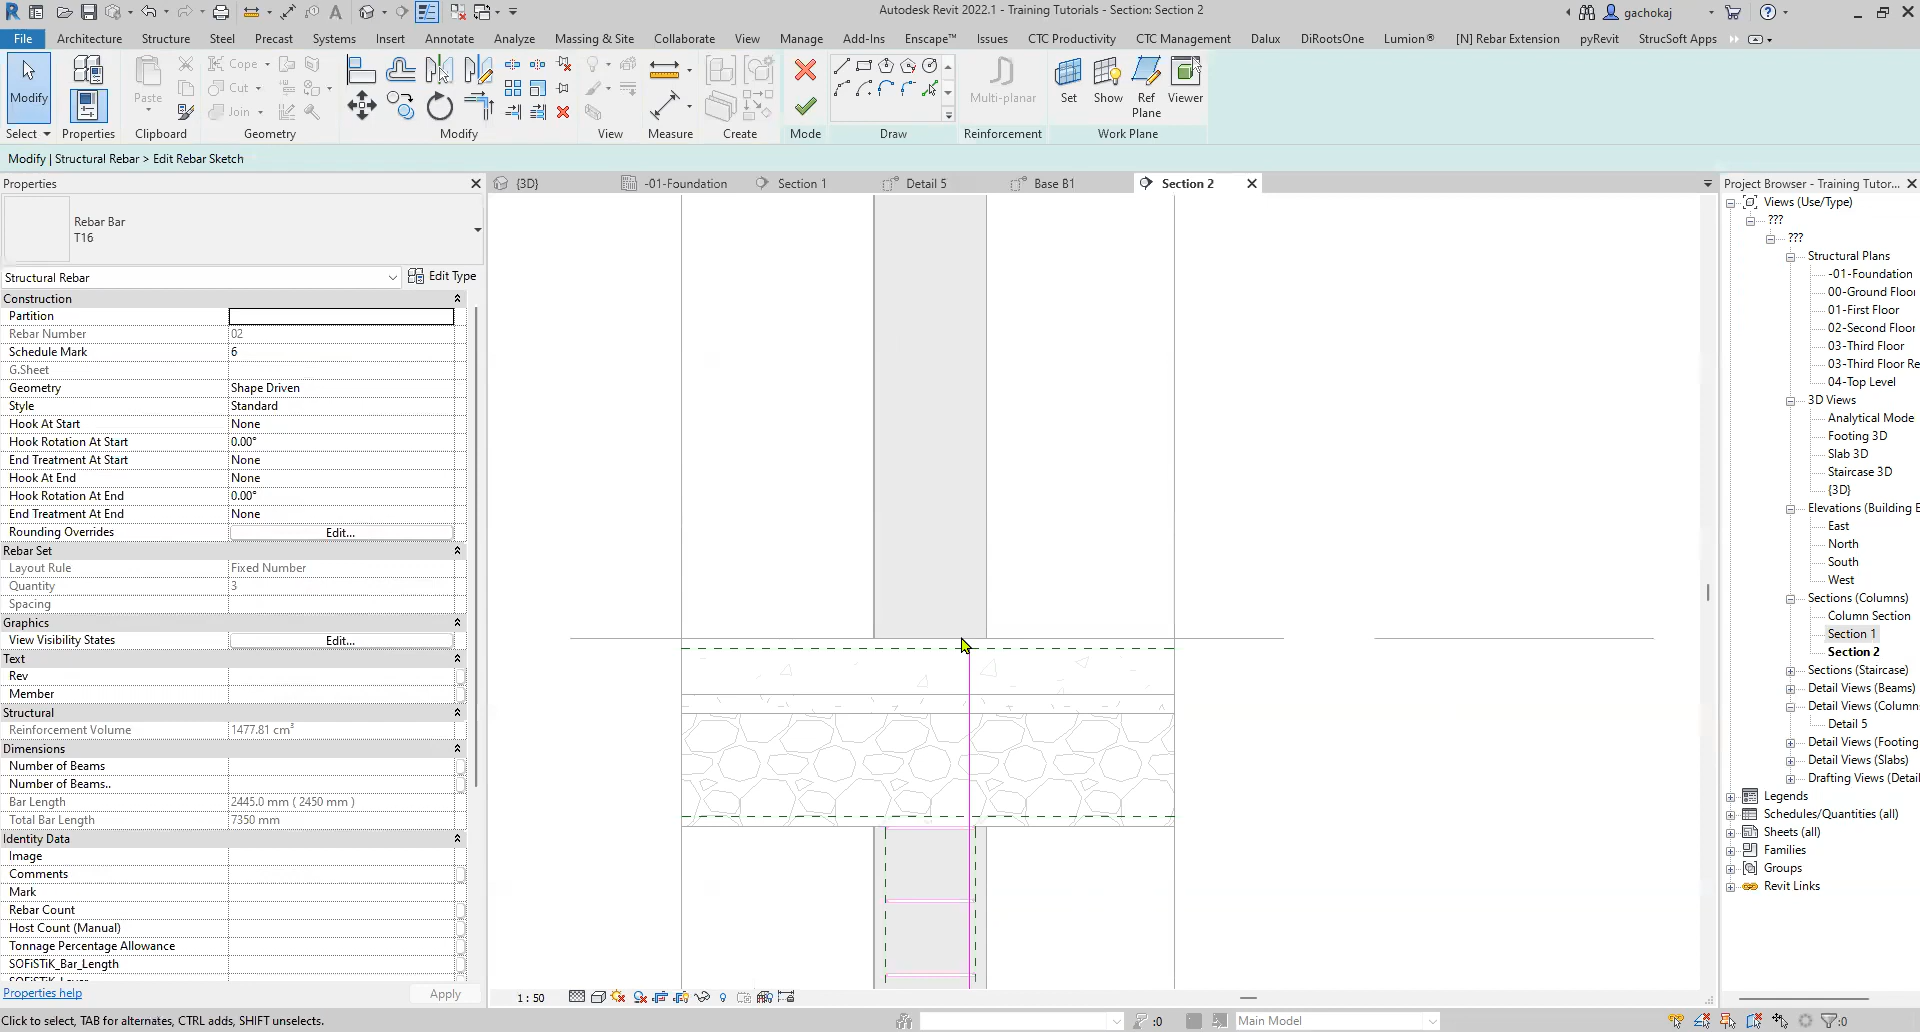 Autodesk Revit 2022.1 - Training Tutorials - Section: Section 2
gachokaj
File
Architecture
Structure
Steel
Precast
Systems
Insert
Annotate
Analyze
Massing & Site
Collaborate
View
Manage
Add-Ins
Enscape™
Issues
CTC Productivity
CTC Management
Dalux
DiRootsOne
Lumion®
[N] Rebar Extension
pyRevit
StrucSoft Apps
Modify
Paste
Cope
Cut
Join
Multi-planar
Set
Show
Ref
Plane
Viewer
Select
Properties
Clipboard
Geometry
Modify
View
Measure
Create
Mode
Draw
Reinforcement
Work Plane
Modify | Structural Rebar > Edit Rebar Sketch
Properties
{3D}
-01-Foundation
Section 1
Detail 5
Base B1
Section 2
Project Browser - Training Tutor...
Rebar Bar
T16
Structural Rebar
Edit Type
Construction
Partition
Rebar Number 02
Schedule Mark 6
G.Sheet
Geometry Shape Driven
Style Standard
Hook At Start None
Hook Rotation At Start 0.00°
End Treatment At Start None
Hook At End None
Hook Rotation At End 0.00°
End Treatment At End None
Rounding Overrides Edit...
Rebar Set
Layout Rule Fixed Number
Quantity 3
Spacing
Graphics
View Visibility States Edit...
Text
Rev
Member
Structural
Reinforcement Volume 1477.81 cm³
Dimensions
Number of Beams
Number of Beams..
Bar Length 2445.0 mm ( 2450 mm )
Total Bar Length 7350 mm
Identity Data
Image
Comments
Mark
Rebar Count
Host Count (Manual)
Tonnage Percentage Allowance
SOFiSTiK_Bar_Length
Properties help
Apply
1 : 50
Views (Use/Type)
???
???
Structural Plans
-01-Foundation
00-Ground Floor
01-First Floor
02-Second Floor
03-Third Floor
03-Third Floor Re
04-Top Level
3D Views
Analytical Mode
Footing 3D
Slab 3D
Staircase 3D
{3D}
Elevations (Building E
East
North
South
West
Sections (Columns)
Column Section
Section 1
Section 2
Sections (Staircase)
Detail Views (Beams)
Detail Views (Column
Detail 5
Detail Views (Footing
Detail Views (Slabs)
Drafting Views (Detail
Legends
Schedules/Quantities (all)
Sheets (all)
Families
Groups
Revit Links
Click to select, TAB for alternates, CTRL adds, SHIFT unselects.
:0
Main Model
:0